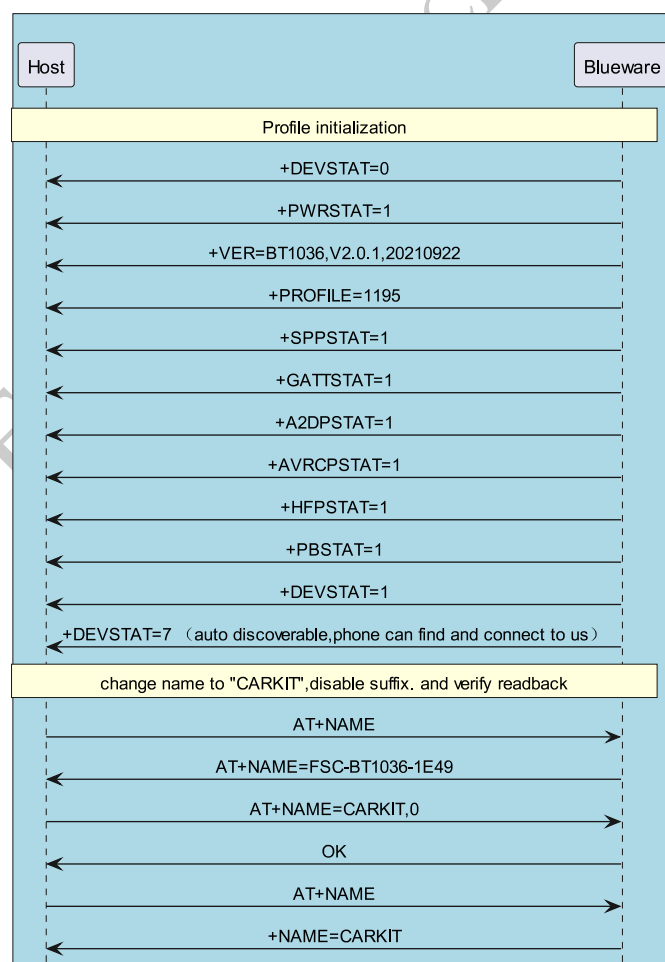 Host
Blueware
Profile initialization
+DEVSTAT=0
+PWRSTAT=1
+VER=BT1036,V2.0.1,20210922
+PROFILE=1195
+SPPSTAT=1
+GATTSTAT=1
+A2DPSTAT=1
+AVRCPSTAT=1
+HFPSTAT=1
+PBSTAT=1
+DEVSTAT=1
+DEVSTAT=7 （auto discoverable,phone can find and connect to us）
change name to "CARKIT",disable suffix. and verify readback
AT+NAME
AT+NAME=FSC-BT1036-1E49
AT+NAME=CARKIT,0
OK
AT+NAME
+NAME=CARKIT